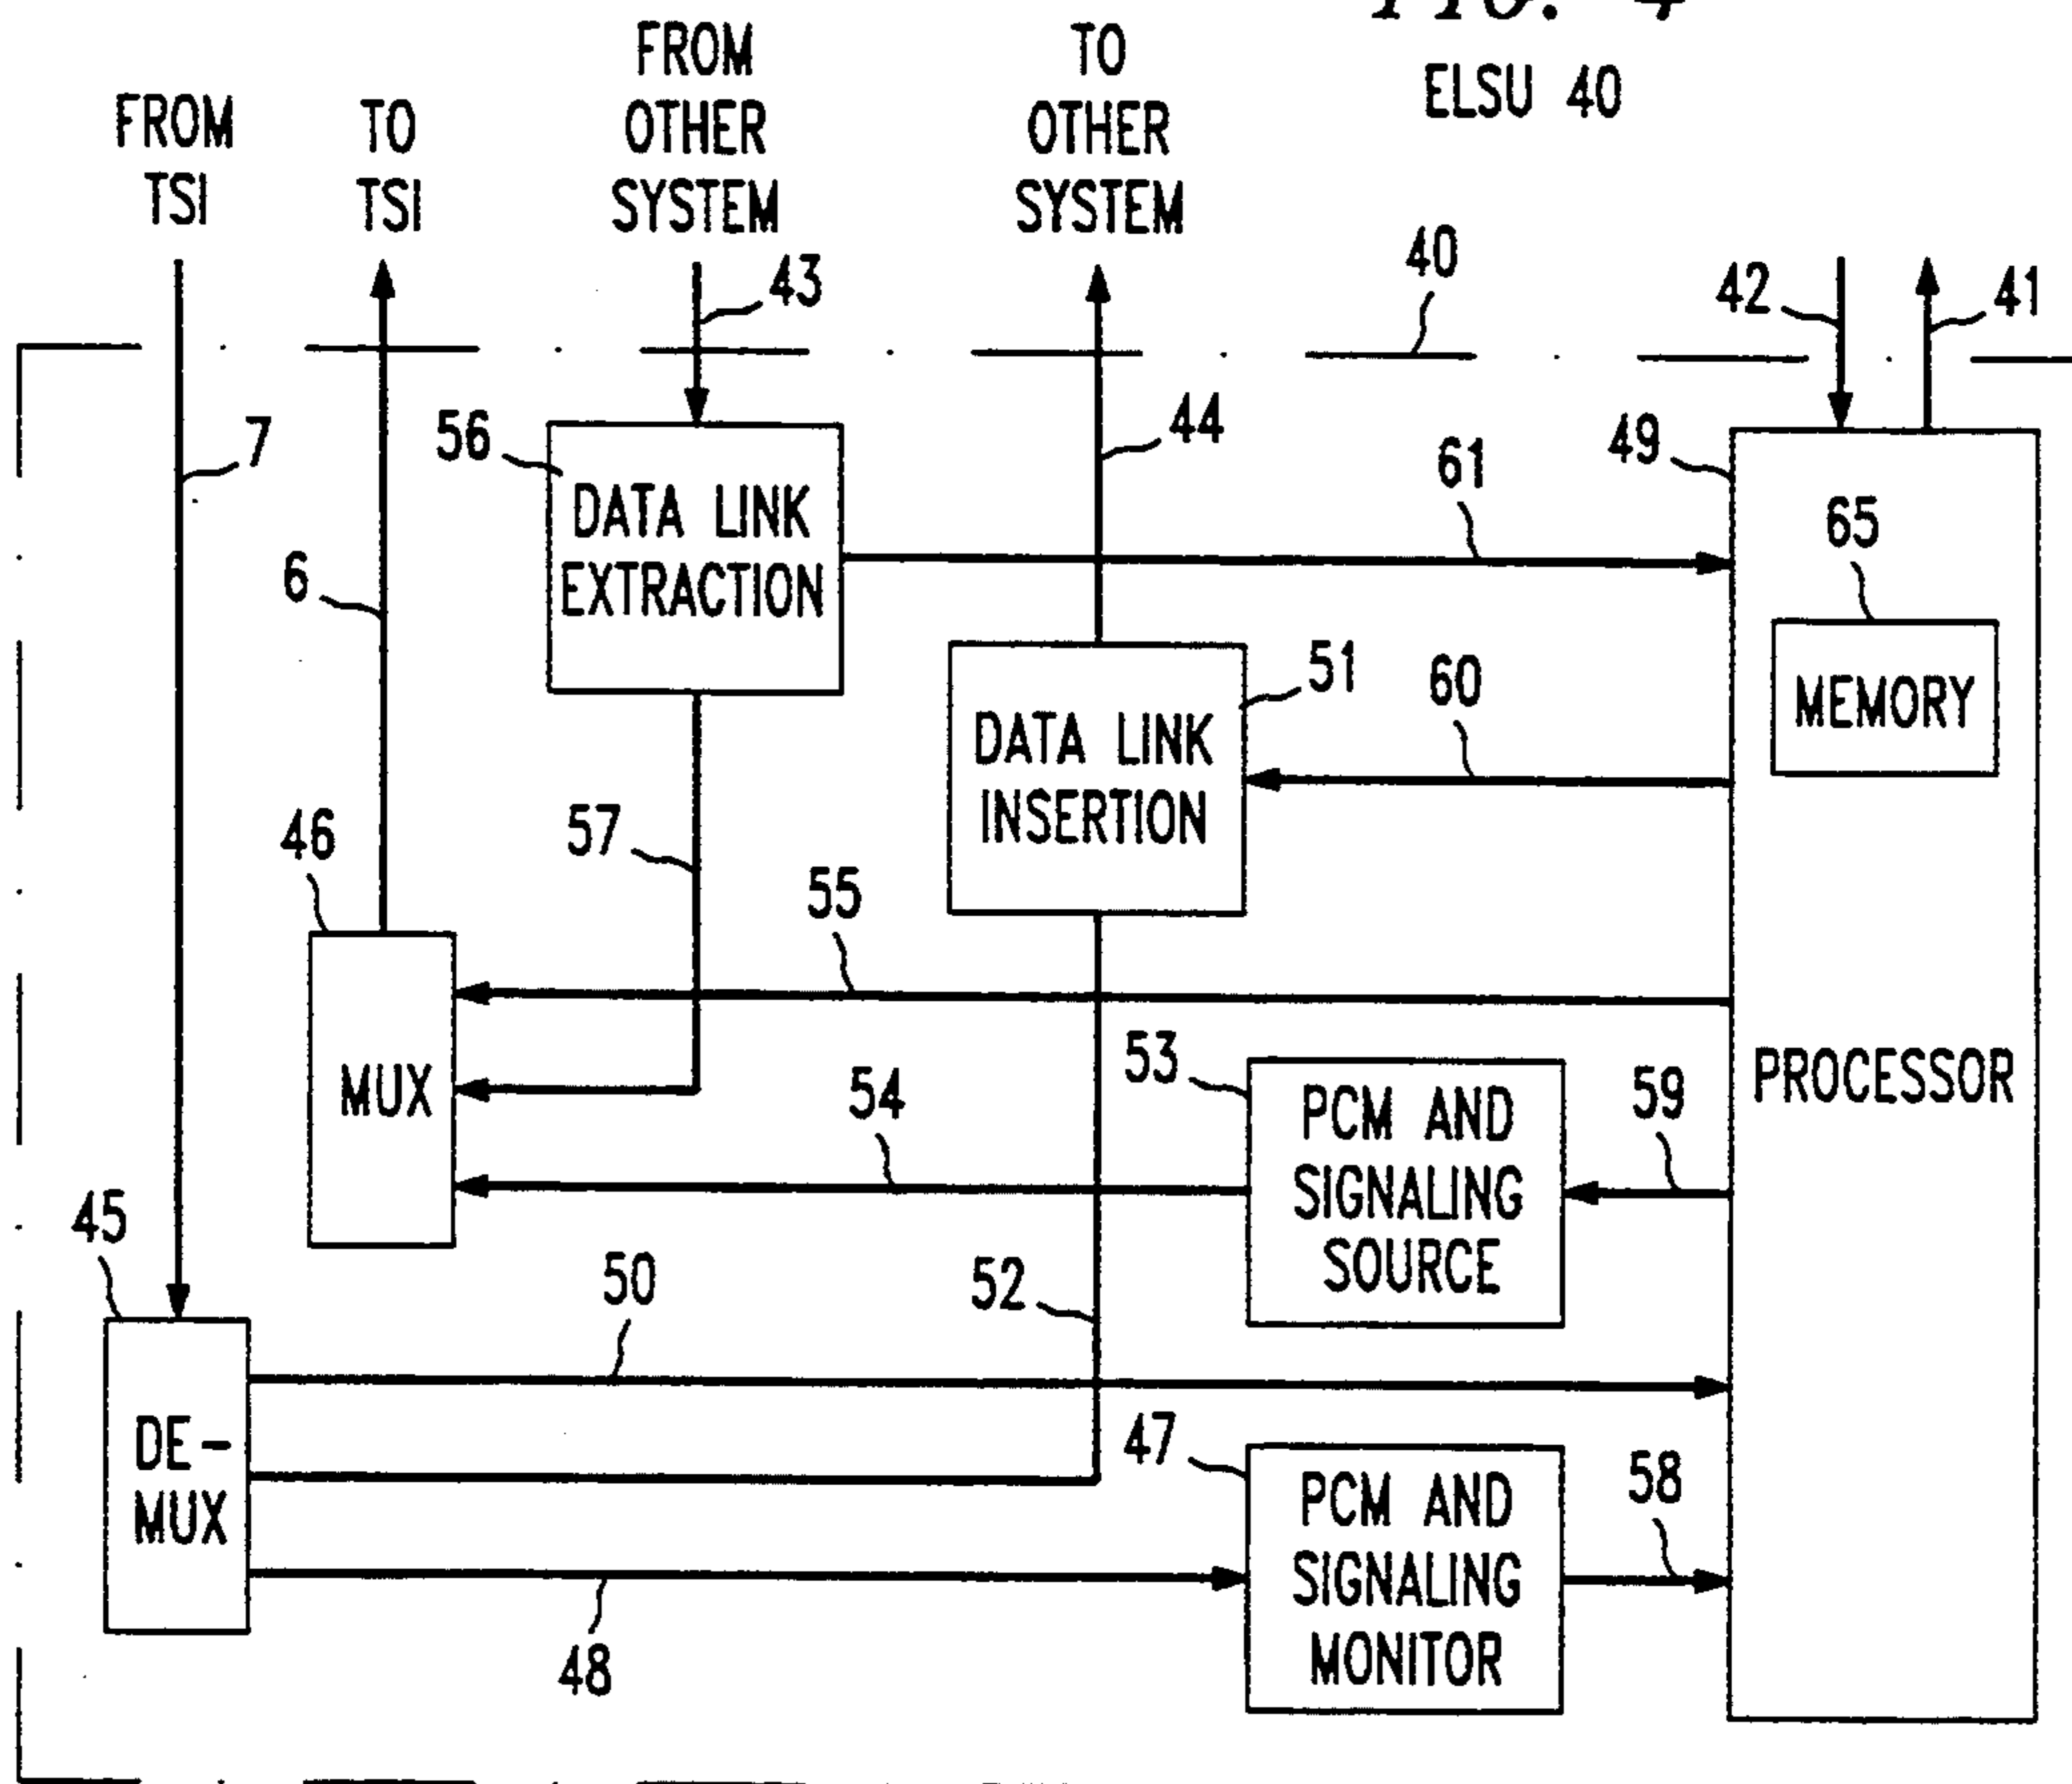 FIG. 4
ELSU 40
FROM
TSI
TO
TSI
FROM
OTHER
SYSTEM
TO
OTHER
SYSTEM
43
40
42
41
7
56
44
49
61
DATA LINK
EXTRACTION
65
6
MEMORY
51
60
DATA LINK
INSERTION
46
57
55
MUX
53
54
59
PCM AND
SIGNALING
SOURCE
PROCESSOR
45
50
52
DE-
MUX
47
58
PCM AND
SIGNALING
MONITOR
48